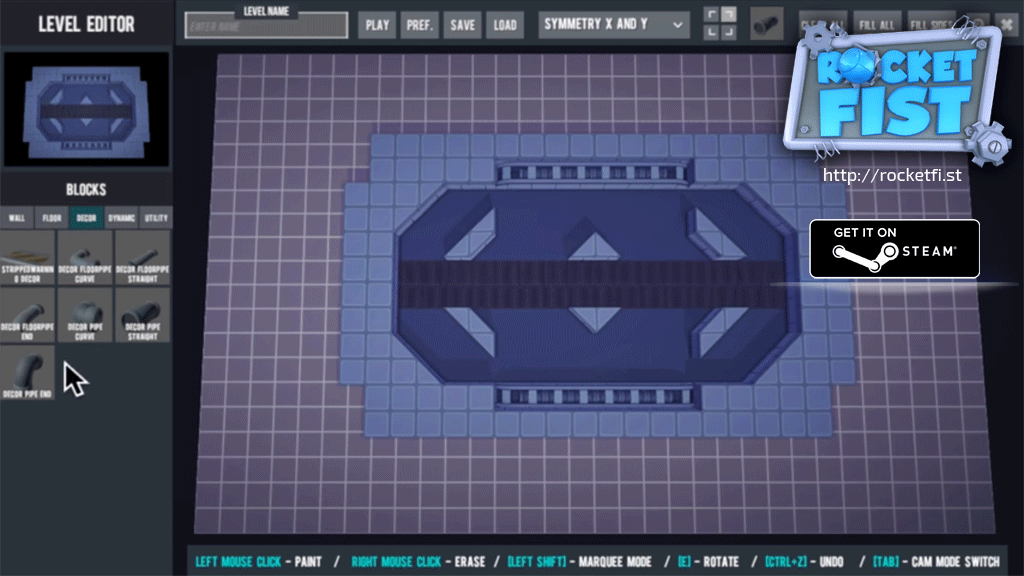 LEVEL EDITOR
LEVEL NAME
ENTER NAME
PLAY
PREF.
SAVE
LOAD
SYMMETRY X AND Y
FILL ALL
FILL SIDES
ROCKET
FIST
http://rocketfi.st
GET IT ON
STEAM
BLOCKS
WALL
FLOOR
DECOR
DYNAMIC
UTILITY
STRIPPEDWARNIN
G DECOR
DECOR FLOORPIPE
CURVE
DECOR FLOORPIPE
STRAIGHT
DECOR FLOORPIPE
END
DECOR PIPE
CURVE
DECOR PIPE
STRAIGHT
DECOR PIPE END
LEFT MOUSE CLICK - PAINT / RIGHT MOUSE CLICK - ERASE / [LEFT SHIFT] - MARQUEE MODE / [E] - ROTATE / [CTRL+Z] - UNDO / [TAB] - CAM MODE SWITCH